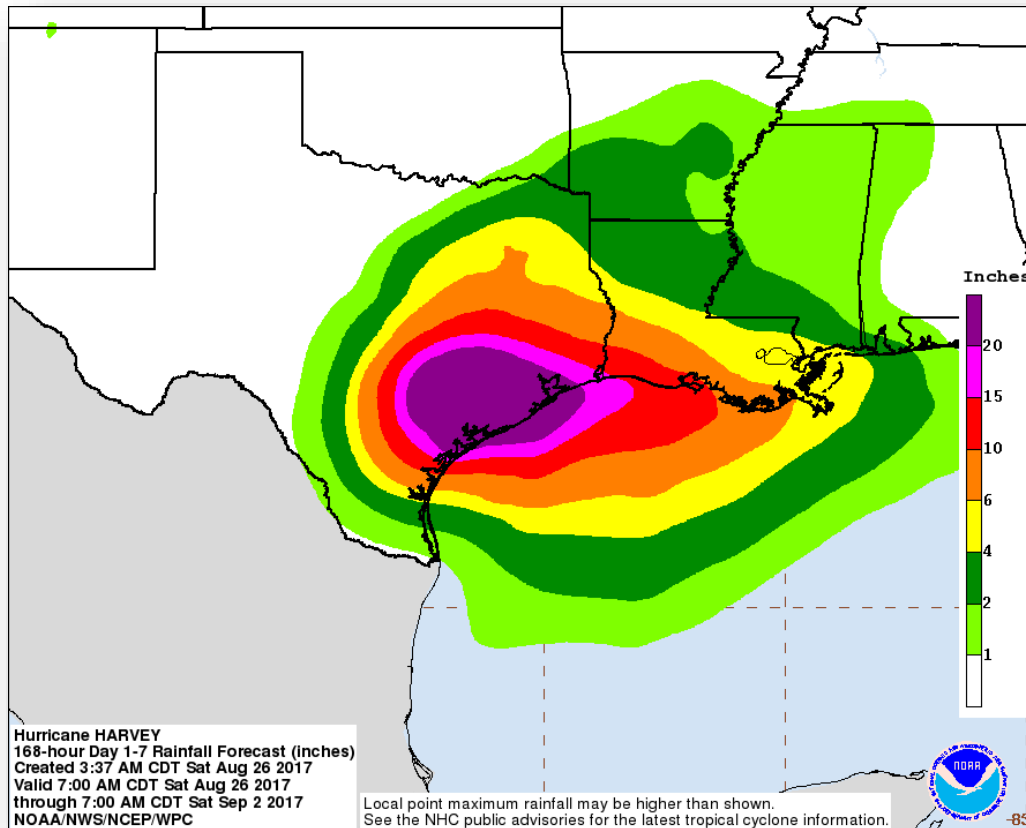 Inches
20
15
10
6
4
2
1
Hurricane HARVEY
168-hour Day 1-7 Rainfall Forecast (inches)
Created 3:37 AM CDT Sat Aug 26 2017
Valid 7:00 AM CDT Sat Aug 26 2017
through 7:00 AM CDT Sat Sep 2 2017
NOAA/NWS/NCEP/WPC
Local point maximum rainfall may be higher than shown.
See the NHC public advisories for the latest tropical cyclone information.
NOAA